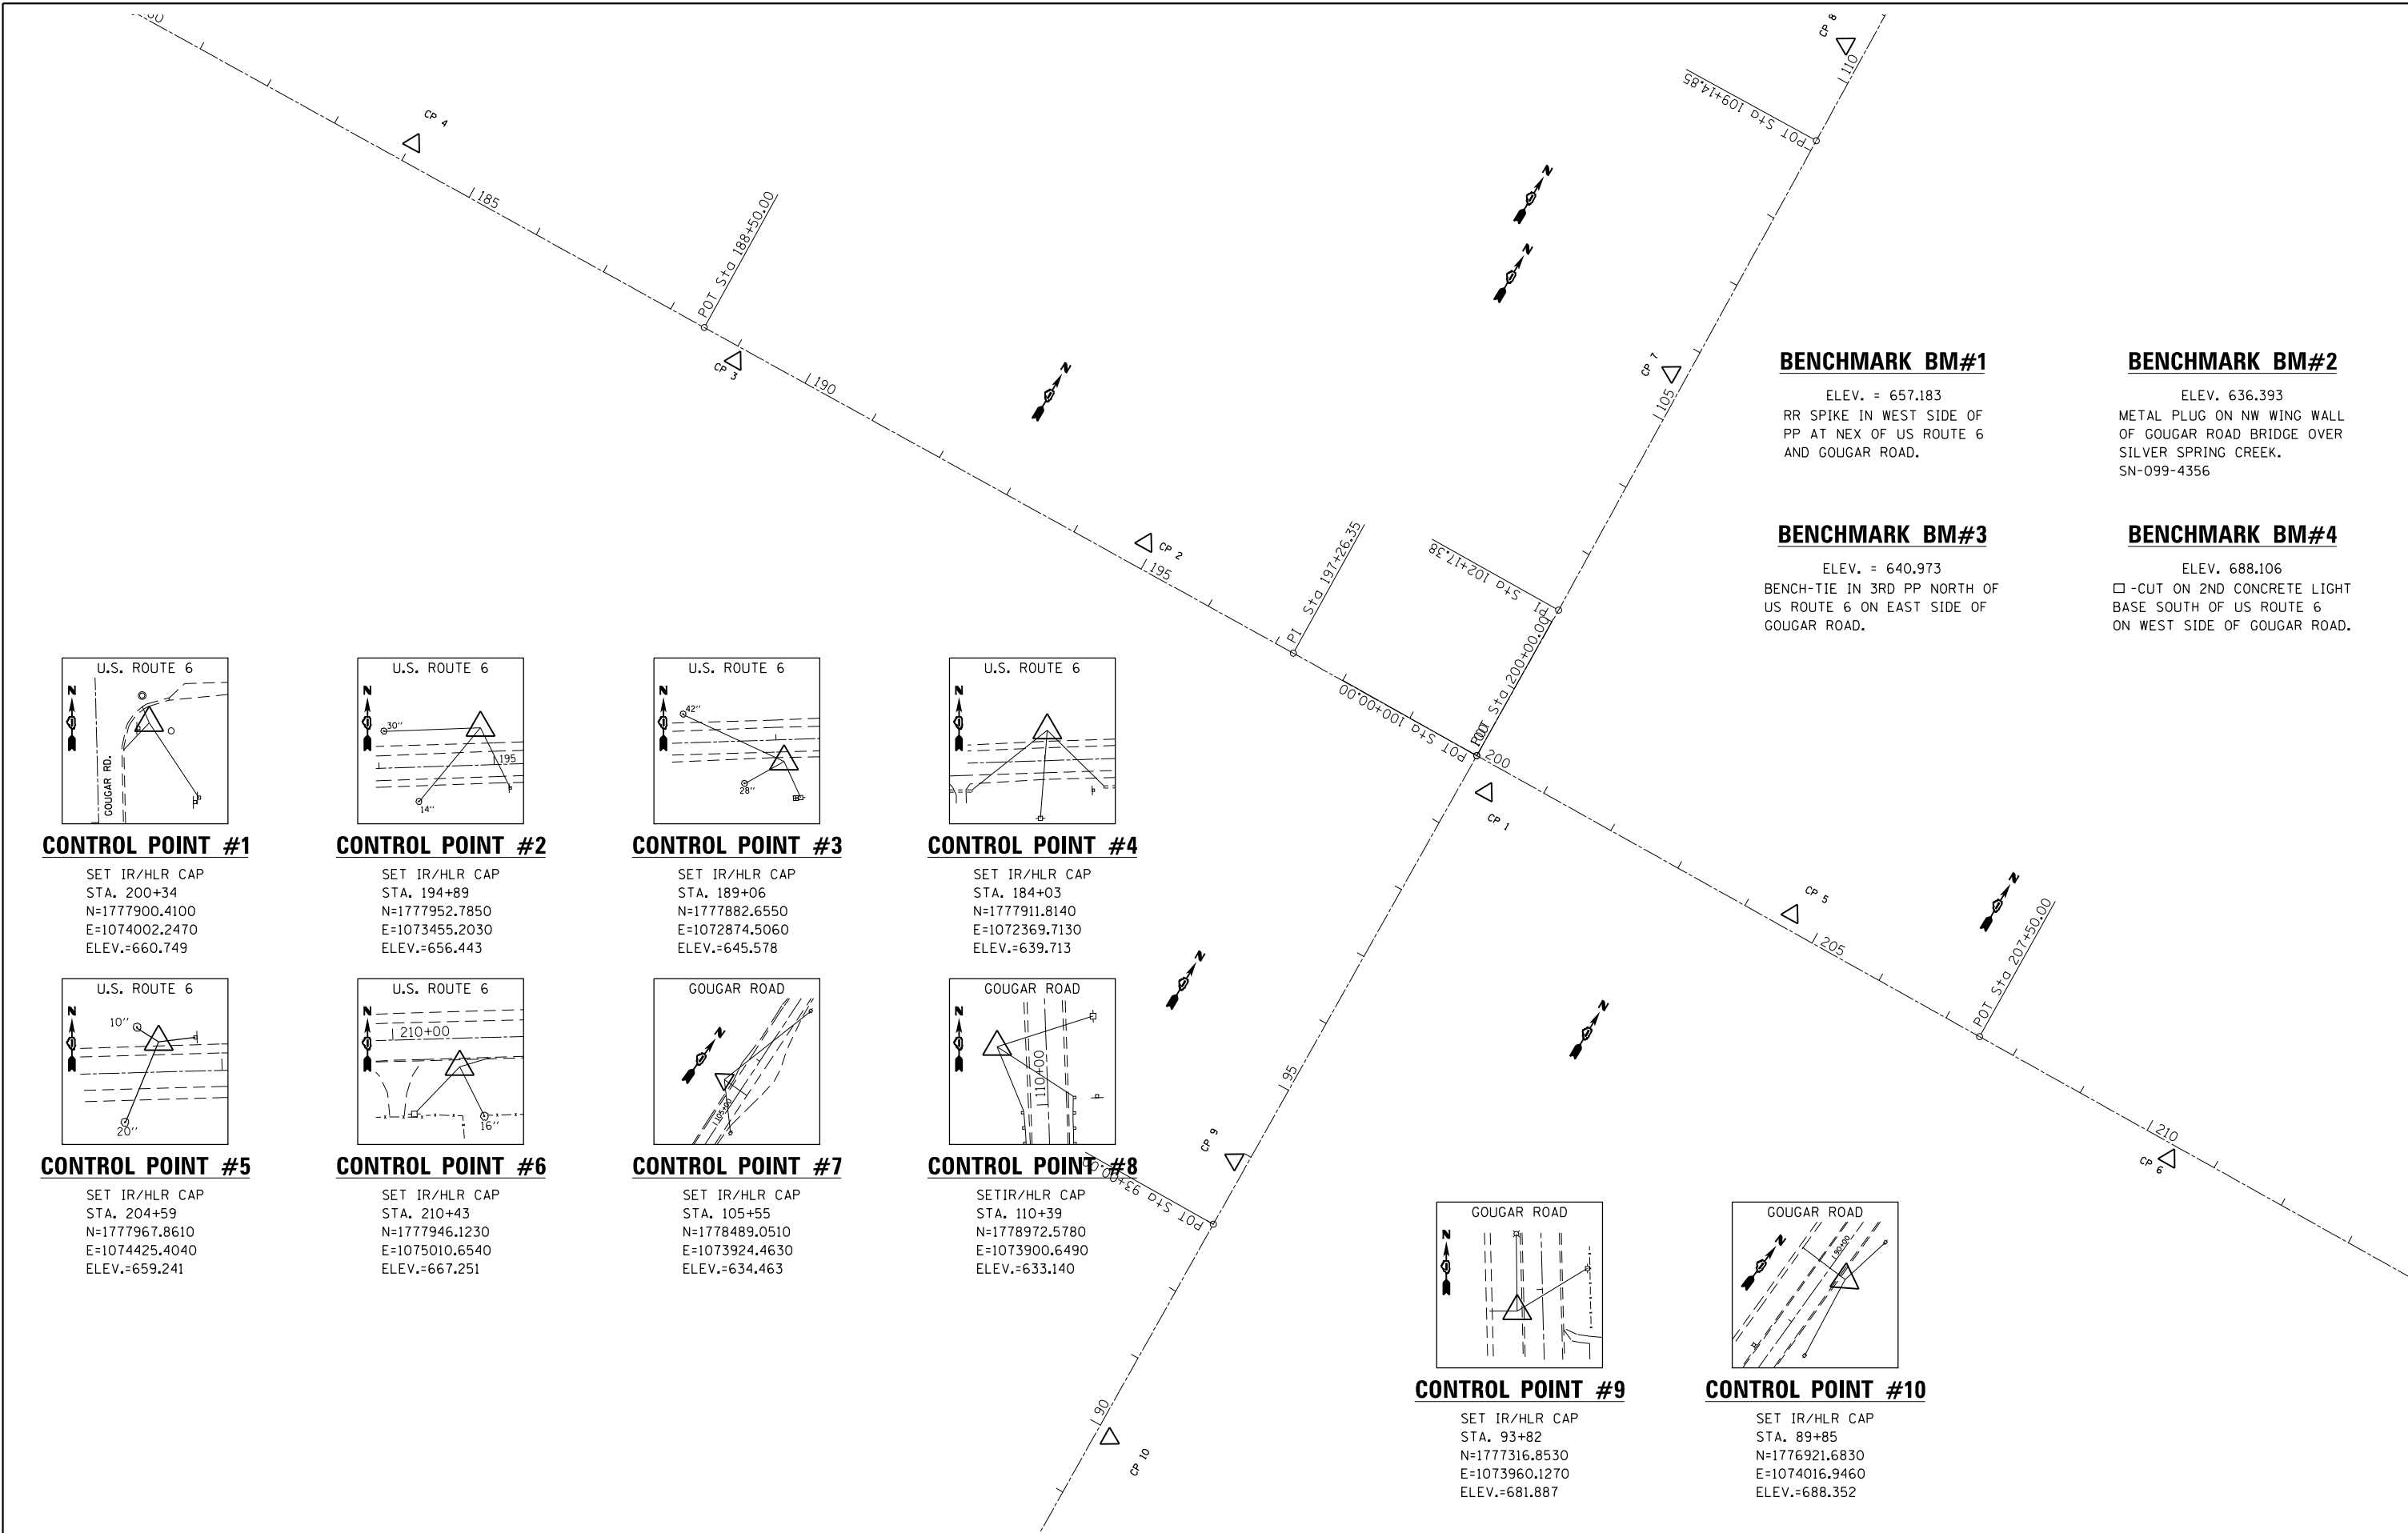 CP 8
110
POT Sta 109+14.85
CP 4
185
POT Sta 188+50.00
N
N
CP 3
190
N
CP 7
105
BENCHMARK BM#1
ELEV. = 657.183
RR SPIKE IN WEST SIDE OF
PP AT NEX OF US ROUTE 6
AND GOUGAR ROAD.
BENCHMARK BM#2
ELEV. 636.393
METAL PLUG ON NW WING WALL
OF GOUGAR ROAD BRIDGE OVER
SILVER SPRING CREEK.
SN-099-4356
CP 2
195
PI Sta 197+26.35
PI Sta 102+17.38
BENCHMARK BM#3
ELEV. = 640.973
BENCH-TIE IN 3RD PP NORTH OF
US ROUTE 6 ON EAST SIDE OF
GOUGAR ROAD.
BENCHMARK BM#4
ELEV. 688.106
□-CUT ON 2ND CONCRETE LIGHT
BASE SOUTH OF US ROUTE 6
ON WEST SIDE OF GOUGAR ROAD.
POT Sta 100+00.00
Sta 200+00.00
200
CP 1
CP 5
205
POT Sta 207+50.00
N
N
N
95
210
CP 6
CP 9
POT Sta 93+00.00
90
CP 10
U.S. ROUTE 6
N
GOUGAR RD.
CONTROL POINT #1
SET IR/HLR CAP
STA. 200+34
N=1777900.4100
E=1074002.2470
ELEV.=660.749
U.S. ROUTE 6
N
30''
195
14''
CONTROL POINT #2
SET IR/HLR CAP
STA. 194+89
N=1777952.7850
E=1073455.2030
ELEV.=656.443
U.S. ROUTE 6
N
42''
28''
CONTROL POINT #3
SET IR/HLR CAP
STA. 189+06
N=1777882.6550
E=1072874.5060
ELEV.=645.578
U.S. ROUTE 6
N
CONTROL POINT #4
SET IR/HLR CAP
STA. 184+03
N=1777911.8140
E=1072369.7130
ELEV.=639.713
U.S. ROUTE 6
N
10''
20''
CONTROL POINT #5
SET IR/HLR CAP
STA. 204+59
N=1777967.8610
E=1074425.4040
ELEV.=659.241
U.S. ROUTE 6
N
210+00
16''
CONTROL POINT #6
SET IR/HLR CAP
STA. 210+43
N=1777946.1230
E=1075010.6540
ELEV.=667.251
GOUGAR ROAD
N
105+00
CONTROL POINT #7
SET IR/HLR CAP
STA. 105+55
N=1778489.0510
E=1073924.4630
ELEV.=634.463
GOUGAR ROAD
N
110+00
CONTROL POINT #8
SETIR/HLR CAP
STA. 110+39
N=1778972.5780
E=1073900.6490
ELEV.=633.140
GOUGAR ROAD
N
CONTROL POINT #9
SET IR/HLR CAP
STA. 93+82
N=1777316.8530
E=1073960.1270
ELEV.=681.887
GOUGAR ROAD
N
90+00
CONTROL POINT #10
SET IR/HLR CAP
STA. 89+85
N=1776921.6830
E=1074016.9460
ELEV.=688.352